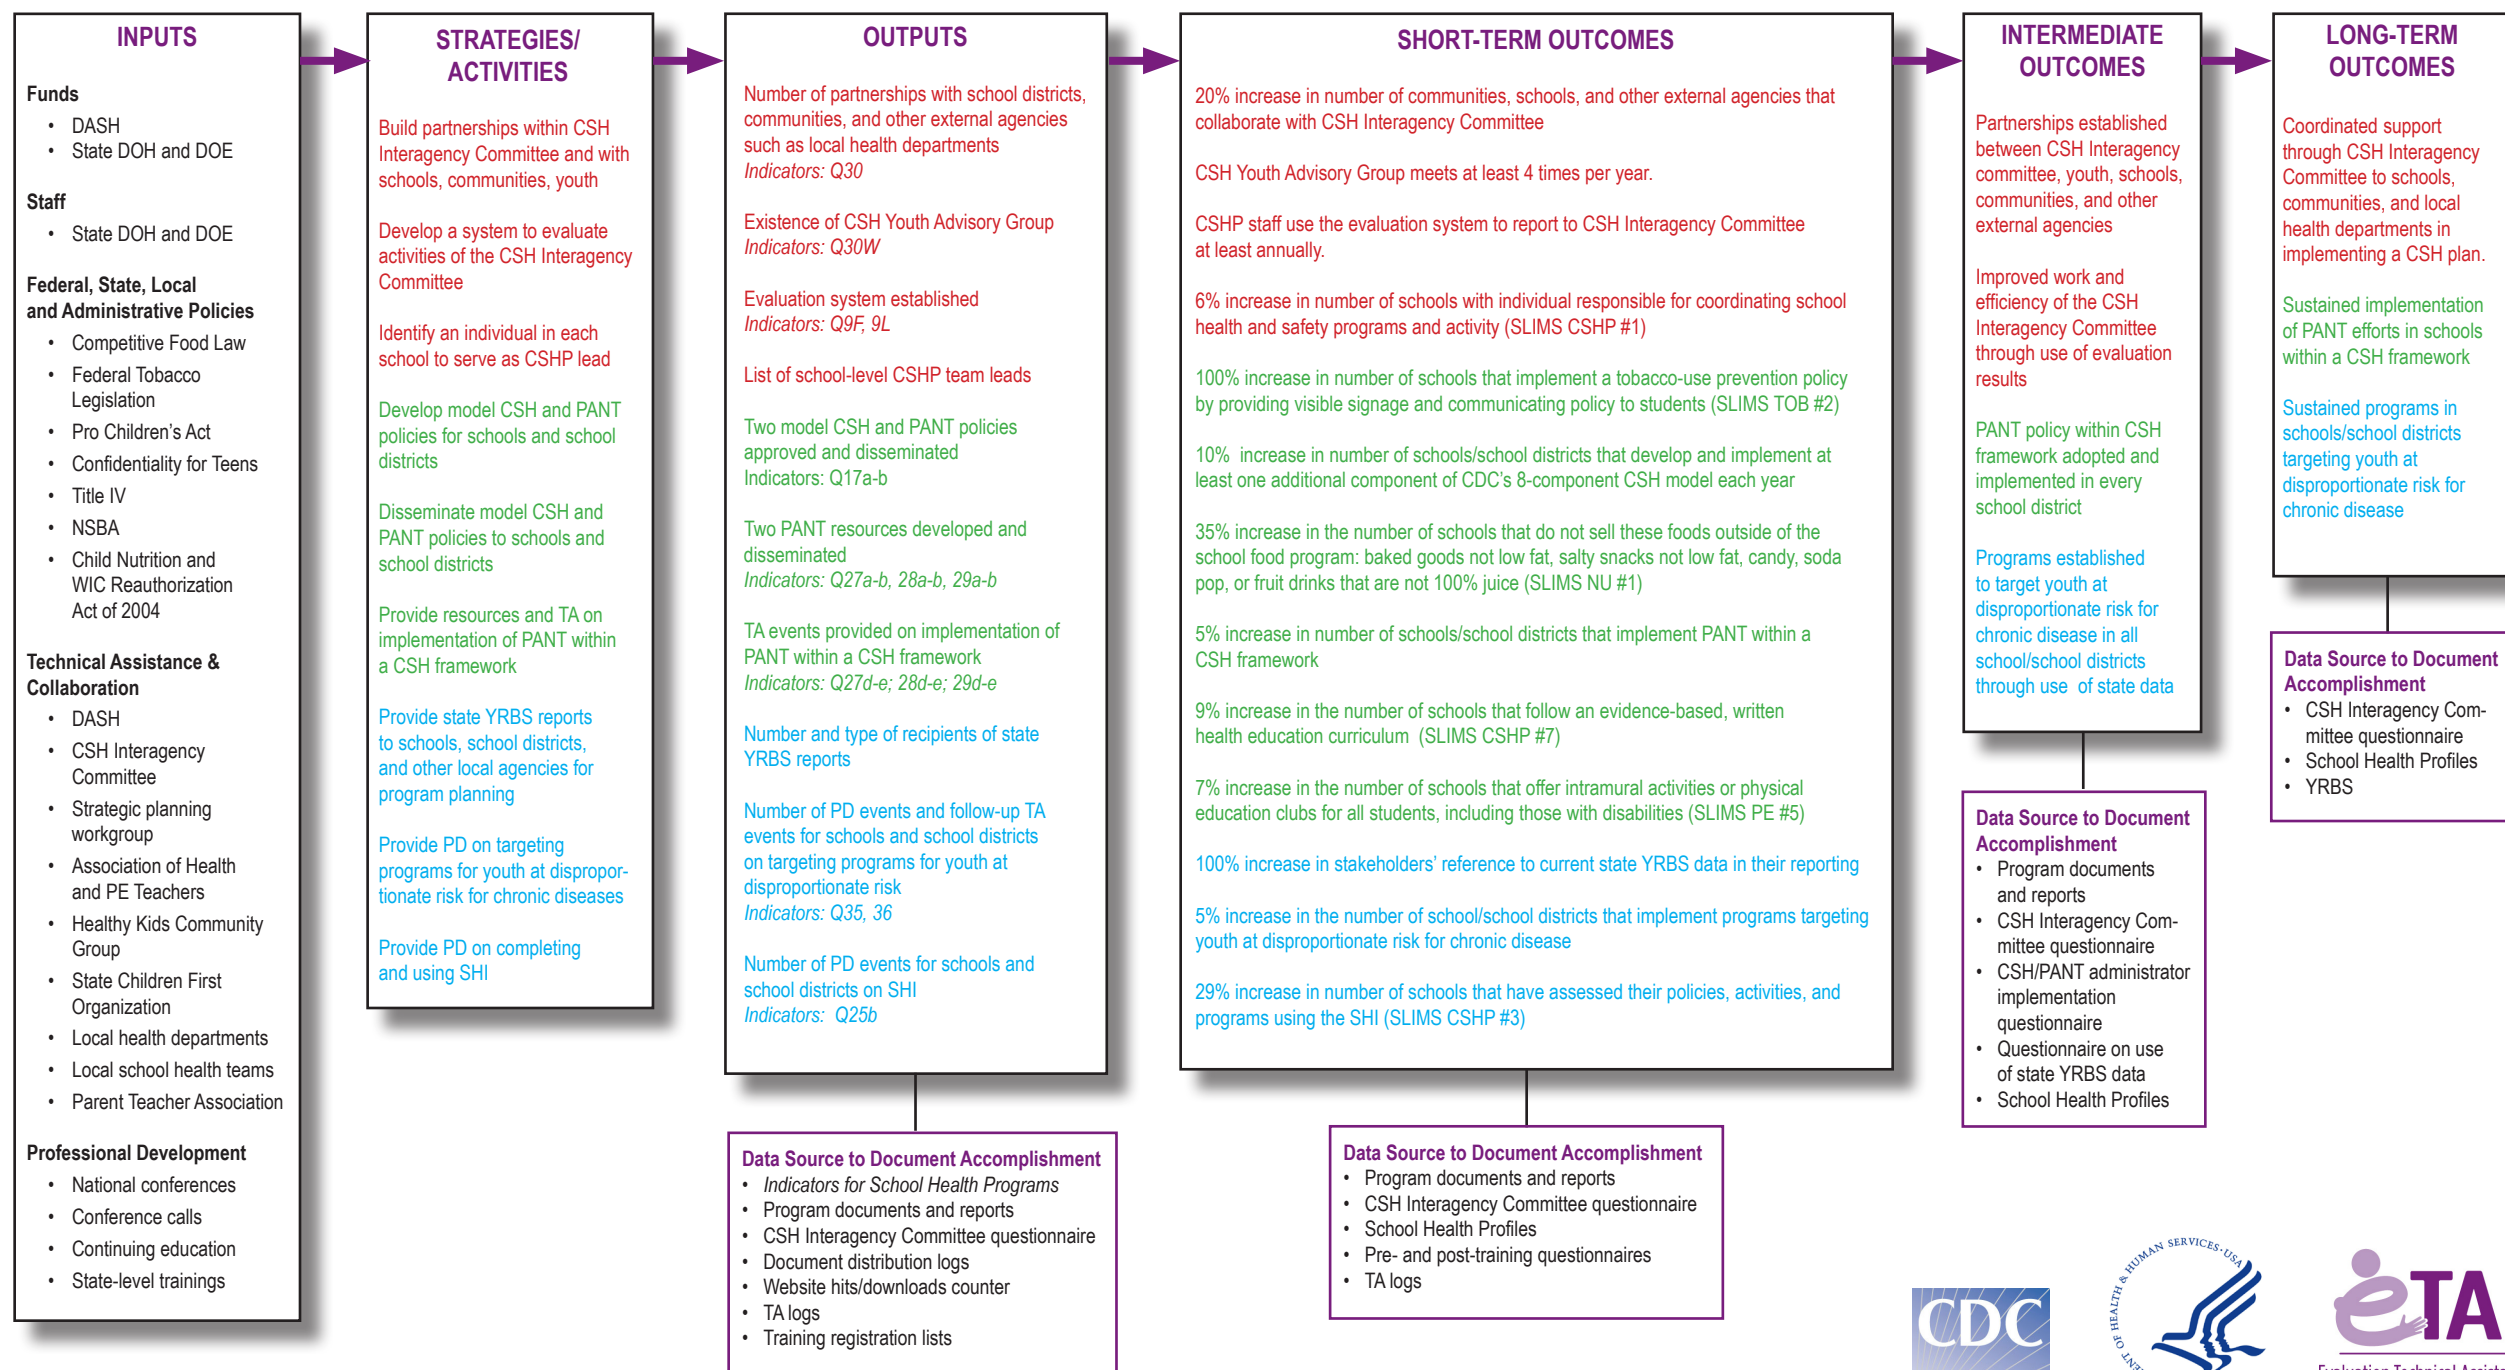 INPUTS
Funds
• DASH
• State DOH and DOE
Staff
• State DOH and DOE
Federal, State, Local
and Administrative Policies
• Competitive Food Law
• Federal Tobacco
Legislation
• Pro Children's Act
• Confidentiality for Teens
• Title IV
• NSBA
• Child Nutrition and
WIC Reauthorization
Act of 2004
Technical Assistance &
Collaboration
• DASH
• CSH Interagency
Committee
• Strategic planning
workgroup
• Association of Health
and PE Teachers
• Healthy Kids Community
Group
• State Children First
Organization
• Local health departments
• Local school health teams
• Parent Teacher Association
Professional Development
• National conferences
• Conference calls
• Continuing education
• State-level trainings
STRATEGIES/
ACTIVITIES
Build partnerships within CSH
Interagency Committee and with
schools, communities, youth
Develop a system to evaluate
activities of the CSH Interagency
Committee
Identify an individual in each
school to serve as CSHP lead
Develop model CSH and PANT
policies for schools and school
districts
Disseminate model CSH and
PANT policies to schools and
school districts
Provide resources and TA on
implementation of PANT within
a CSH framework
Provide state YRBS reports
to schools, school districts,
and other local agencies for
program planning
Provide PD on targeting
programs for youth at dispropor-
tionate risk for chronic diseases
Provide PD on completing
and using SHI
OUTPUTS
Number of partnerships with school districts,
communities, and other external agencies
such as local health departments
Indicators: Q30
Existence of CSH Youth Advisory Group
Indicators: Q30W
Evaluation system established
Indicators: Q9F, 9L
List of school-level CSHP team leads
Two model CSH and PANT policies
approved and disseminated
Indicators: Q17a-b
Two PANT resources developed and
disseminated
Indicators: Q27a-b, 28a-b, 29a-b
TA events provided on implementation of
PANT within a CSH framework
Indicators: Q27d-e; 28d-e; 29d-e
Number and type of recipients of state
YRBS reports
Number of PD events and follow-up TA
events for schools and school districts
on targeting programs for youth at
disproportionate risk
Indicators: Q35, 36
Number of PD events for schools and
school districts on SHI
Indicators: Q25b
Data Source to Document Accomplishment
• Indicators for School Health Programs
• Program documents and reports
• CSH Interagency Committee questionnaire
• Document distribution logs
• Website hits/downloads counter
• TA logs
• Training registration lists
SHORT-TERM OUTCOMES
20% increase in number of communities, schools, and other external agencies that
collaborate with CSH Interagency Committee
CSH Youth Advisory Group meets at least 4 times per year.
CSHP staff use the evaluation system to report to CSH Interagency Committee
at least annually.
6% increase in number of schools with individual responsible for coordinating school
health and safety programs and activity (SLIMS CSHP #1)
100% increase in number of schools that implement a tobacco-use prevention policy
by providing visible signage and communicating policy to students (SLIMS TOB #2)
10% increase in number of schools/school districts that develop and implement at
least one additional component of CDC's 8-component CSH model each year
35% increase in the number of schools that do not sell these foods outside of the
school food program: baked goods not low fat, salty snacks not low fat, candy, soda
pop, or fruit drinks that are not 100% juice (SLIMS NU #1)
5% increase in number of schools/school districts that implement PANT within a
CSH framework
9% increase in the number of schools that follow an evidence-based, written
health education curriculum (SLIMS CSHP #7)
7% increase in the number of schools that offer intramural activities or physical
education clubs for all students, including those with disabilities (SLIMS PE #5)
100% increase in stakeholders' reference to current state YRBS data in their reporting
5% increase in the number of school/school districts that implement programs targeting
youth at disproportionate risk for chronic disease
29% increase in number of schools that have assessed their policies, activities, and
programs using the SHI (SLIMS CSHP #3)
Data Source to Document Accomplishment
• Program documents and reports
• CSH Interagency Committee questionnaire
• School Health Profiles
• Pre- and post-training questionnaires
• TA logs
INTERMEDIATE
OUTCOMES
Partnerships established
between CSH Interagency
committee, youth, schools,
communities, and other
external agencies
Improved work and
efficiency of the CSH
Interagency Committee
through use of evaluation
results
PANT policy within CSH
framework adopted and
implemented in every
school district
Programs established
to target youth at
disproportionate risk for
chronic disease in all
school/school districts
through use of state data
Data Source to Document
Accomplishment
• Program documents
and reports
• CSH Interagency Com-
mittee questionnaire
• CSH/PANT administrator
implementation
questionnaire
• Questionnaire on use
of state YRBS data
• School Health Profiles
LONG-TERM
OUTCOMES
Coordinated support
through CSH Interagency
Committee to schools,
communities, and local
health departments in
implementing a CSH plan.
Sustained implementation
of PANT efforts in schools
within a CSH framework
Sustained programs in
schools/school districts
targeting youth at
disproportionate risk for
chronic disease
Data Source to Document
Accomplishment
• CSH Interagency Com-
mittee questionnaire
• School Health Profiles
• YRBS
CDC
OF HEALTH & HUMAN SERVICES·USA
eTA
Evaluation Technical